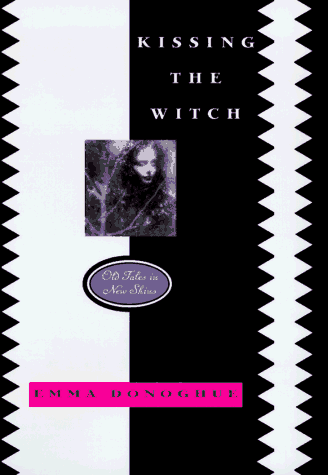 KISSING
THE
WITCH
Old Tales in
New Skins
EMMA DONOGHUE